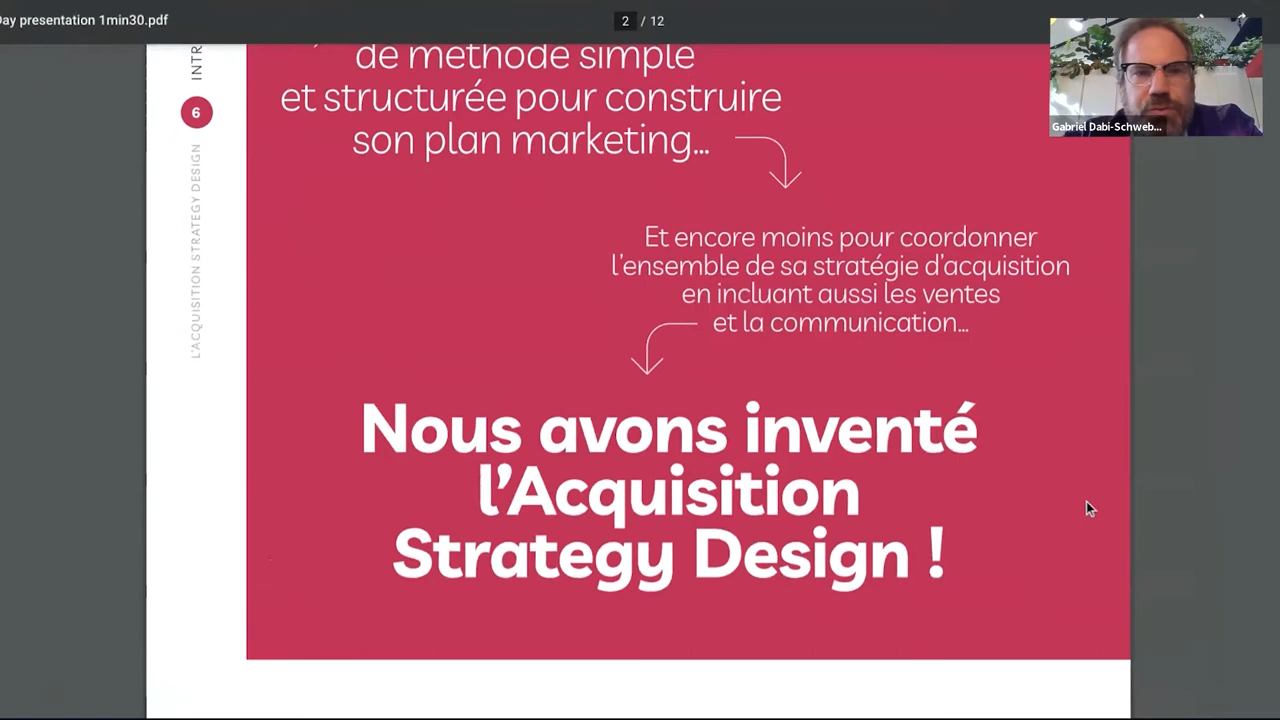 Day presentation 1min30.pdf
2 / 12
Gabriel Dabi-Schweb...
INTR
6
L'ACQUISITION STRATEGY DESIGN
de méthode simple
et structurée pour construire
son plan marketing...
Et encore moins pour coordonner
l'ensemble de sa stratégie d'acquisition
en incluant aussi les ventes
et la communication...
Nous avons inventé
l'Acquisition
Strategy Design !